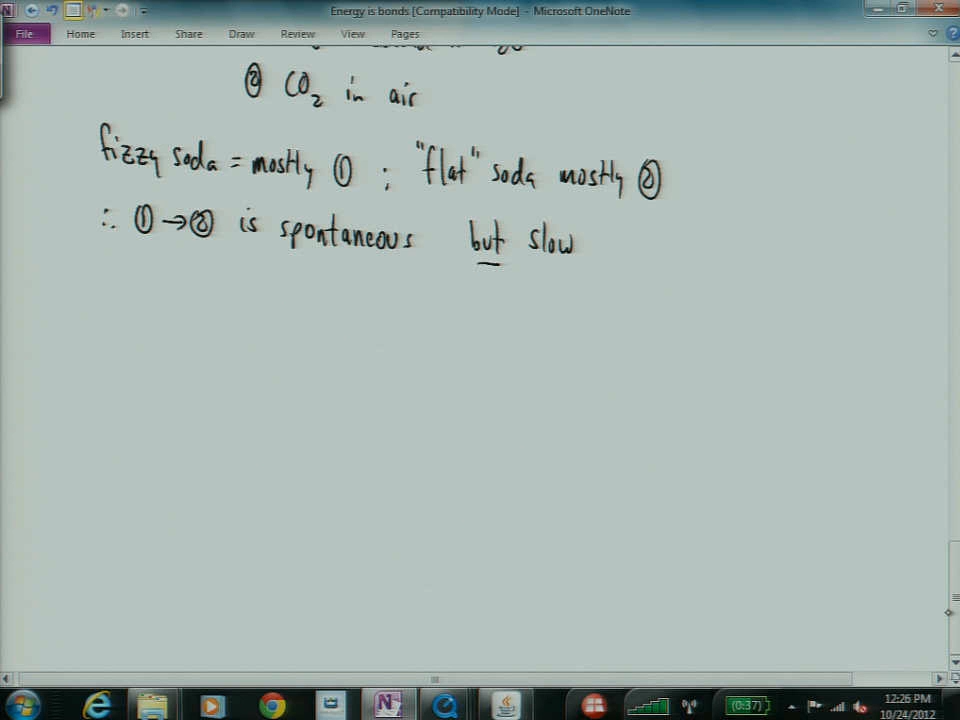 Energy is bonds [Compatibility Mode] - Microsoft OneNote
File Home Insert Share Draw Review View Pages
② CO2 in air
fizzy soda = mostly ① ; "flat" soda mostly ②
∴ ① → ② is spontaneous but slow
(0:37)
12:26 PM
10/24/2012